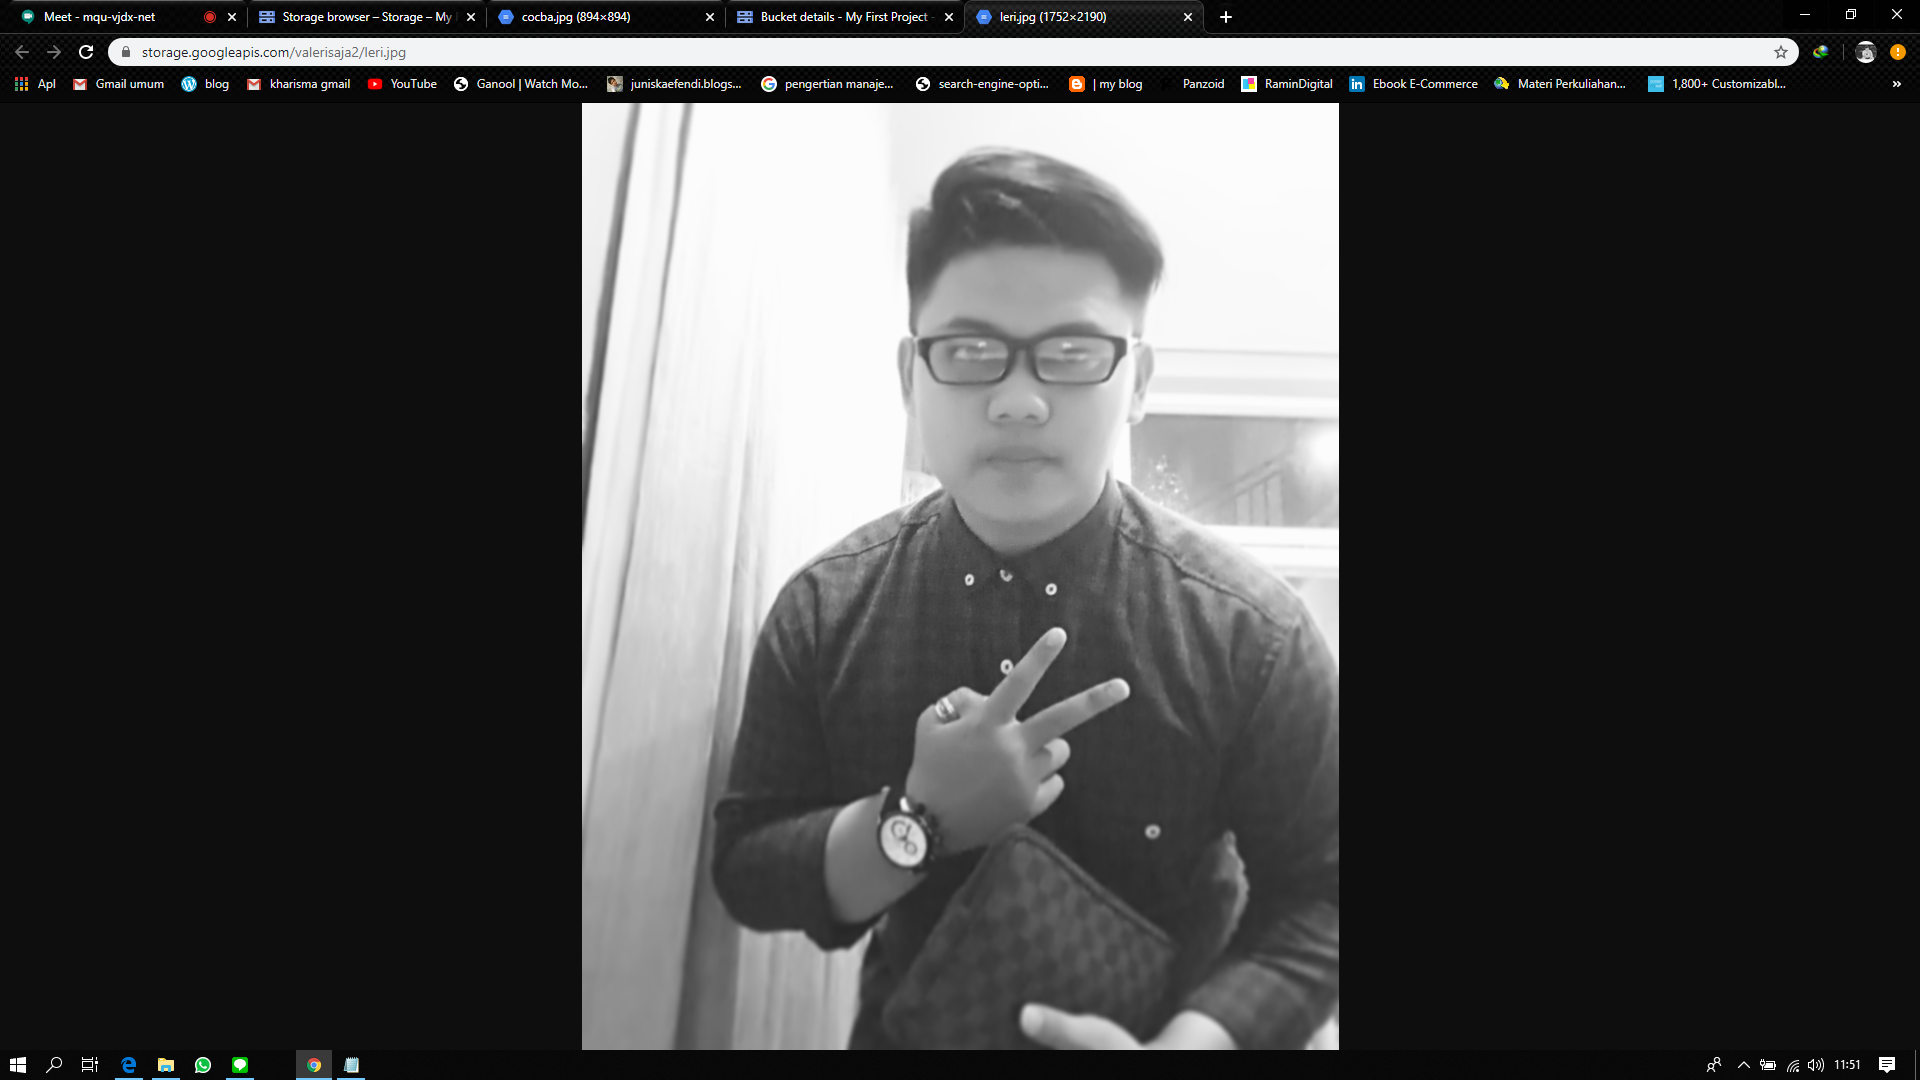 Meet - mqu-vjdx-net
Storage browser – Storage – My
cocba.jpg (894×894)
Bucket details - My First Project -
leri.jpg (1752×2190)
storage.googleapis.com/valerisaja2/leri.jpg
Apl
Gmail umum
blog
kharisma gmail
YouTube
Ganool | Watch Mo...
juniskaefendi.blogs...
pengertian manaje...
search-engine-opti...
| my blog
Panzoid
RaminDigital
Ebook E-Commerce
Materi Perkuliahan...
1,800+ Customizabl...
»
11:51